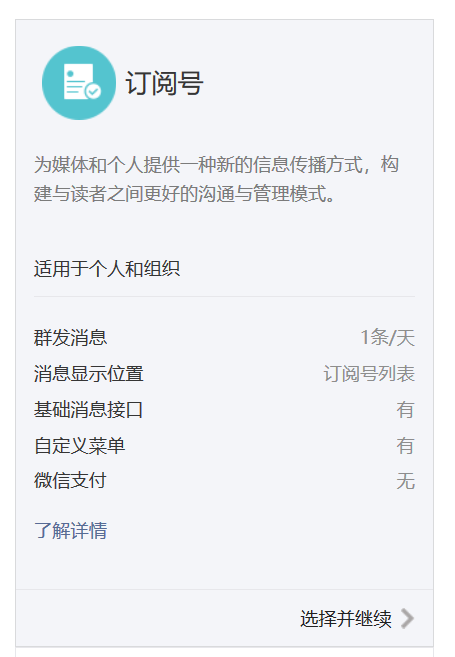 订阅号
为媒体和个人提供一种新的信息传播方式，构
建与读者之间更好的沟通与管理模式。
适用于个人和组织
群发消息 1条/天
消息显示位置 订阅号列表
基础消息接口 有
自定义菜单 有
微信支付 无
了解详情
选择并继续